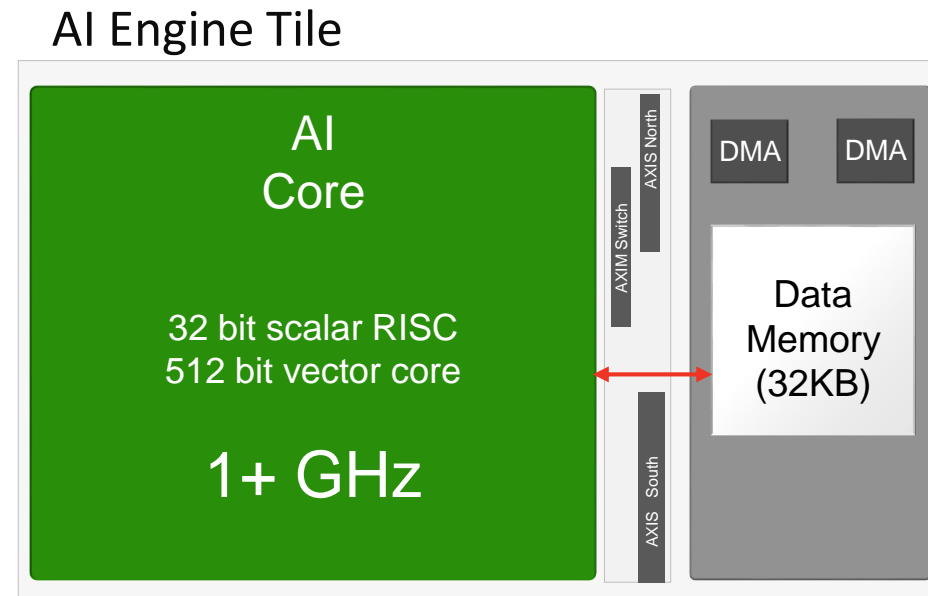 AI Engine Tile
AI
Core
32 bit scalar RISC
512 bit vector core
1+ GHz
AXIS North
AXIM Switch
AXIS South
DMA
DMA
Data
Memory
(32KB)